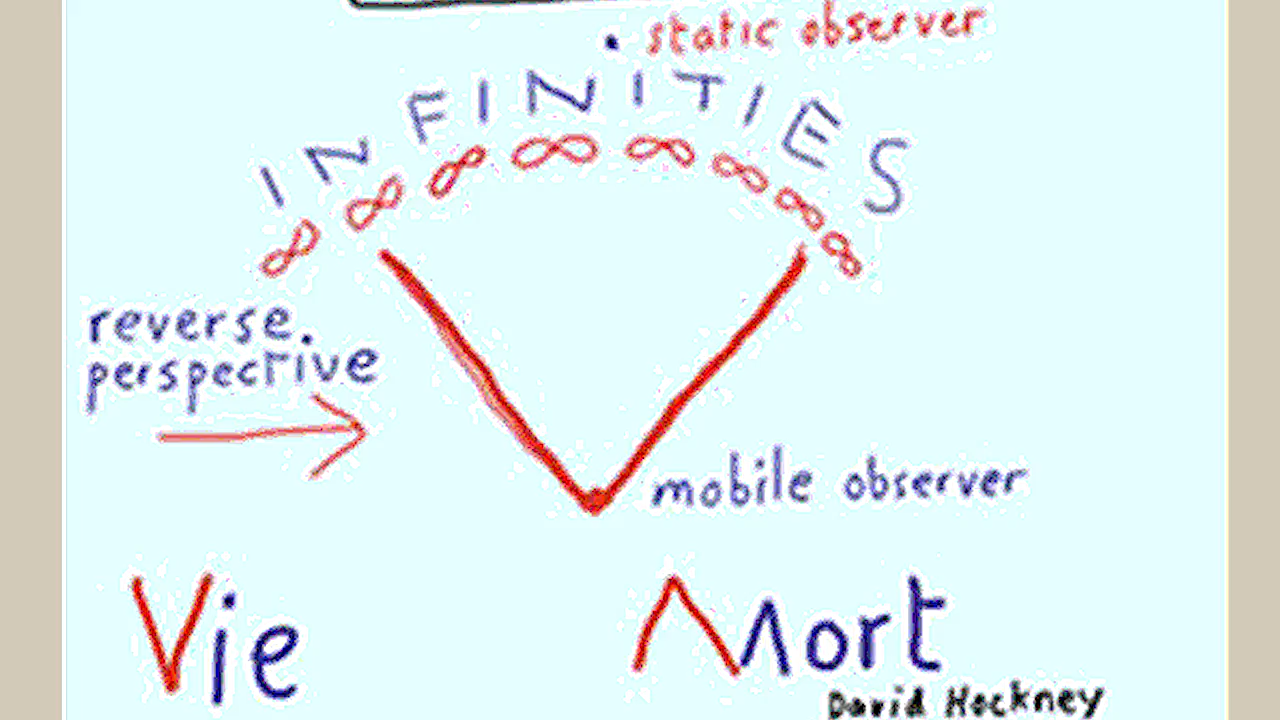 static observer
INFINITIES
∞ ∞ ∞ ∞ ∞ ∞ ∞ ∞
reverse.
perspective
mobile observer
Vie
Mort
David Hockney